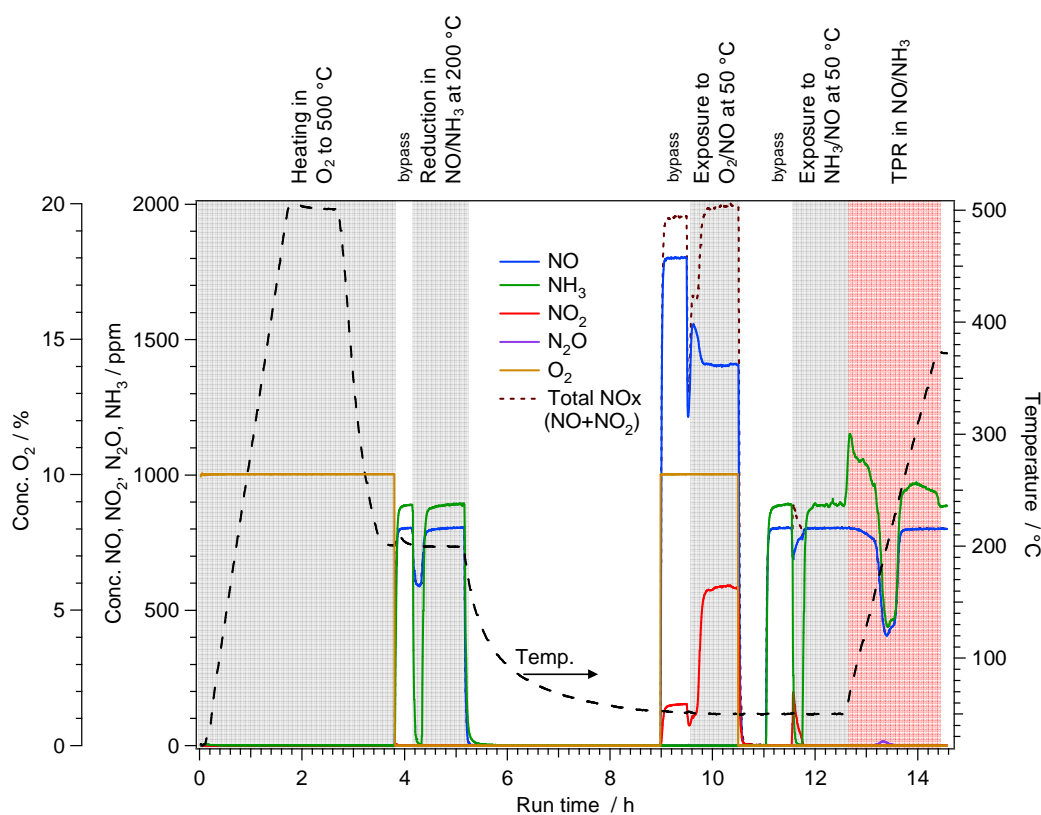 Heating in
O₂ to 500 °C
bypass
Reduction in
NO/NH₃ at 200 °C
bypass
Exposure to
O₂/NO at 50 °C
bypass
Exposure to
NH₃/NO at 50 °C
TPR in NO/NH₃
20
15
10
5
0
Conc. O₂ / %
2000
1500
1000
500
0
Conc. NO, NO₂, N₂O, NH₃ / ppm
NO
NH₃
NO₂
N₂O
O₂
Total NOx
(NO+NO₂)
Temp.
500
400
300
200
100
Temperature / °C
0
2
4
6
8
10
12
14
Run time / h